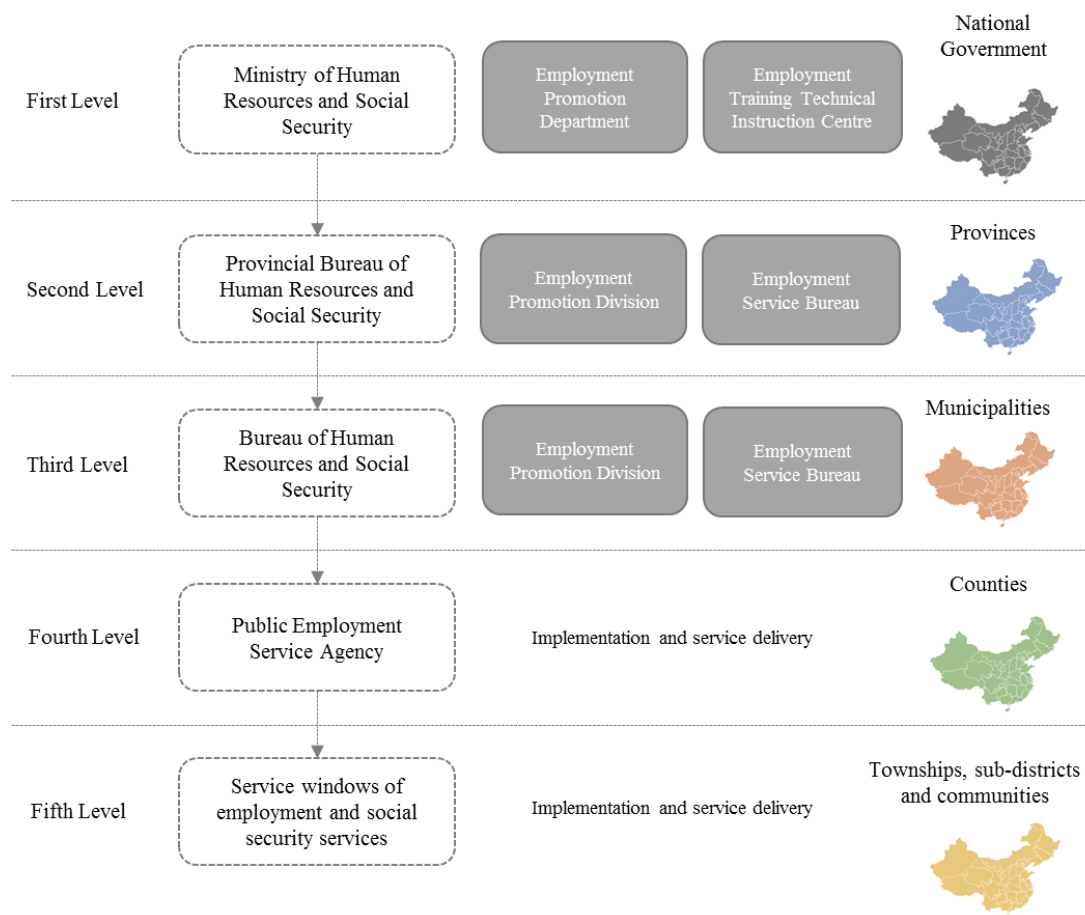 National
Government
First Level
Ministry of Human
Resources and Social
Security
Employment
Promotion
Department
Employment
Training Technical
Instruction Centre
Provinces
Second Level
Provincial Bureau of
Human Resources and
Social Security
Employment
Promotion Division
Employment
Service Bureau
Municipalities
Third Level
Bureau of Human
Resources and Social
Security
Employment
Promotion Division
Employment
Service Bureau
Counties
Fourth Level
Public Employment
Service Agency
Implementation and service delivery
Townships, sub-districts
and communities
Fifth Level
Service windows of
employment and social
security services
Implementation and service delivery